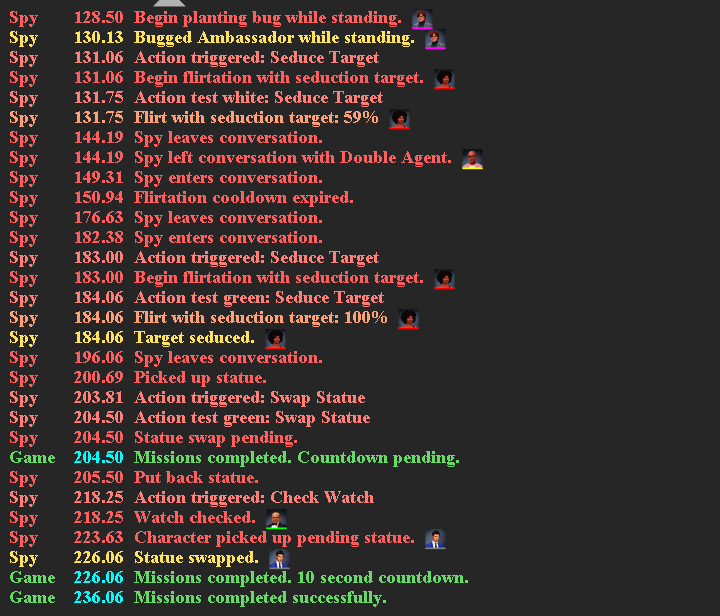 Spy 128.50 Begin planting bug while standing.
Spy 130.13 Bugged Ambassador while standing.
Spy 131.06 Action triggered: Seduce Target
Spy 131.06 Begin flirtation with seduction target.
Spy 131.75 Action test white: Seduce Target
Spy 131.75 Flirt with seduction target: 59%
Spy 144.19 Spy leaves conversation.
Spy 144.19 Spy left conversation with Double Agent.
Spy 149.31 Spy enters conversation.
Spy 150.94 Flirtation cooldown expired.
Spy 176.63 Spy leaves conversation.
Spy 182.38 Spy enters conversation.
Spy 183.00 Action triggered: Seduce Target
Spy 183.00 Begin flirtation with seduction target.
Spy 184.06 Action test green: Seduce Target
Spy 184.06 Flirt with seduction target: 100%
Spy 184.06 Target seduced.
Spy 196.06 Spy leaves conversation.
Spy 200.69 Picked up statue.
Spy 203.81 Action triggered: Swap Statue
Spy 204.50 Action test green: Swap Statue
Spy 204.50 Statue swap pending.
Game 204.50 Missions completed. Countdown pending.
Spy 205.50 Put back statue.
Spy 218.25 Action triggered: Check Watch
Spy 218.25 Watch checked.
Spy 223.63 Character picked up pending statue.
Spy 226.06 Statue swapped.
Game 226.06 Missions completed. 10 second countdown.
Game 236.06 Missions completed successfully.